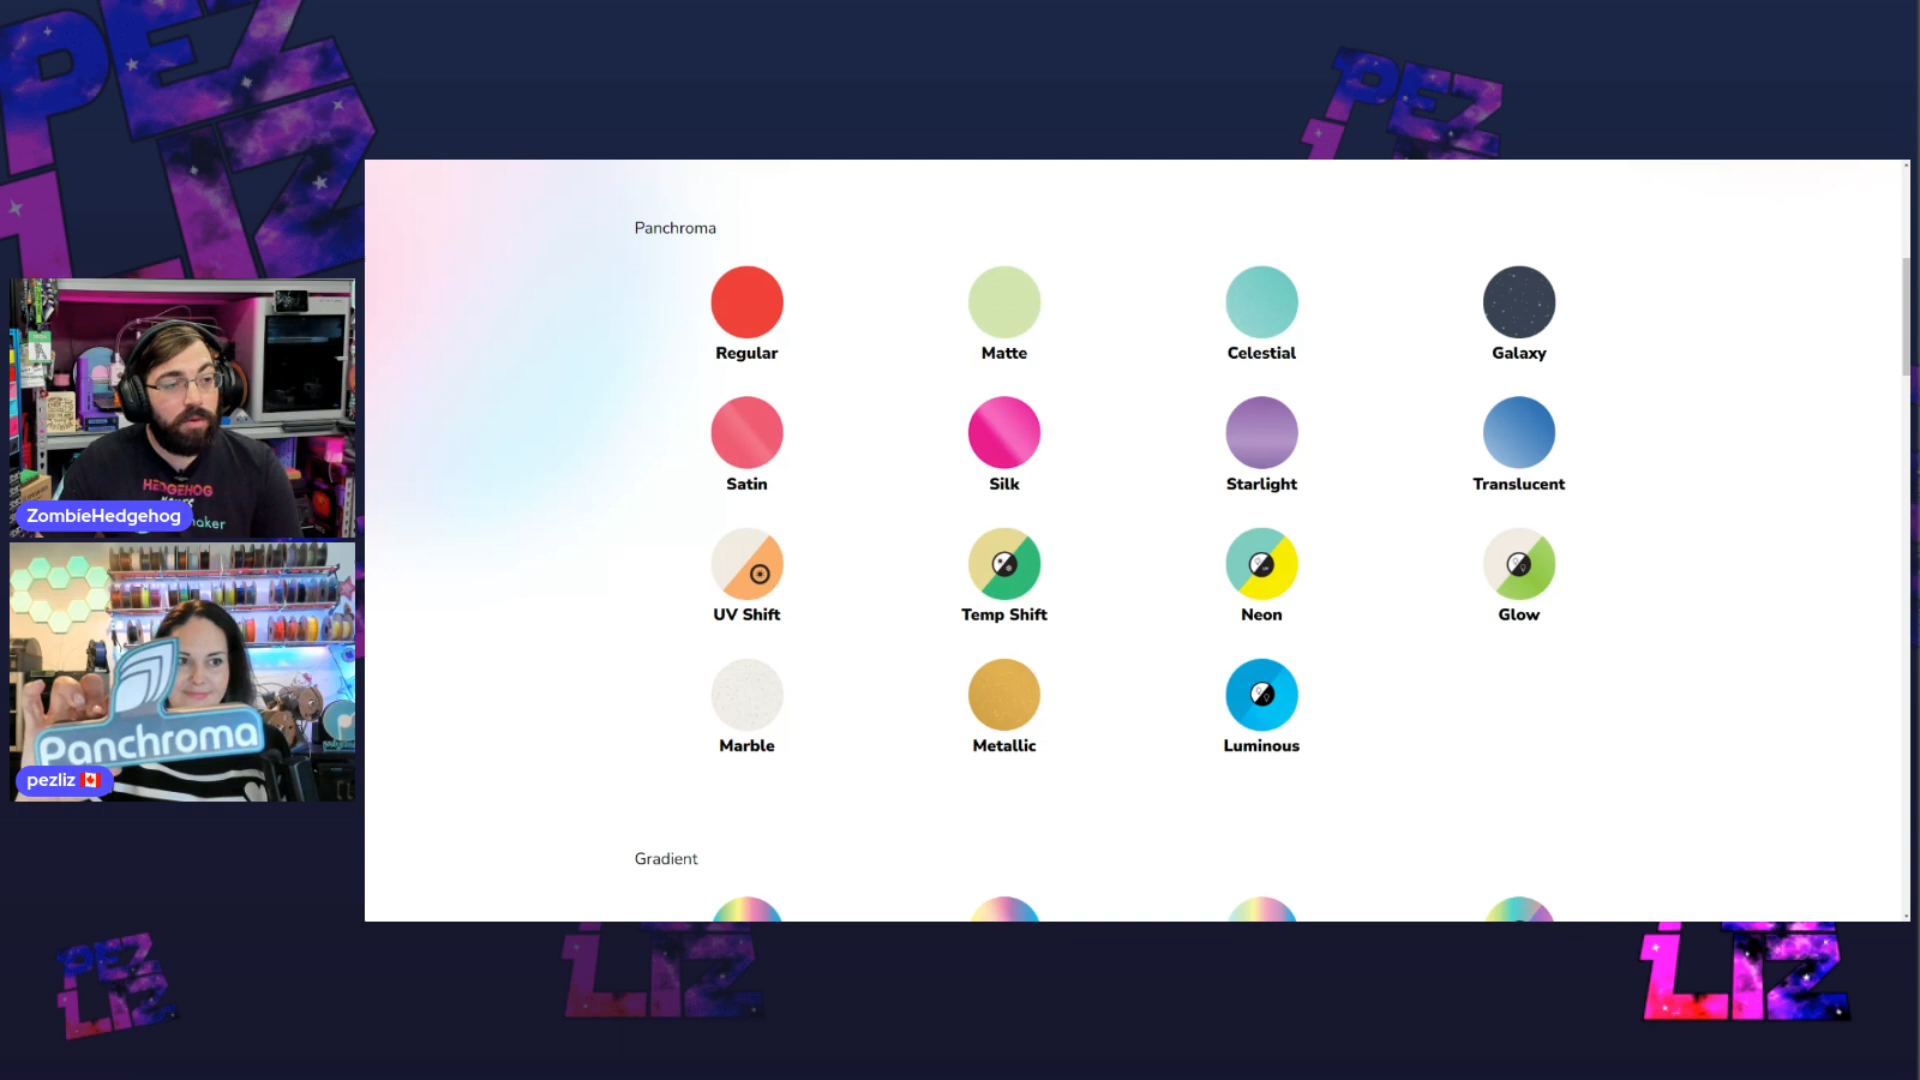 PEZ
LIZ
PEZ
Panchroma
Regular
Matte
Celestial
Galaxy
Satin
Silk
Starlight
Translucent
UV Shift
Temp Shift
Neon
Glow
Marble
Metallic
Luminous
Gradient
HEDGEHOG
maker
ZombieHedgehog
Panchroma
pezliz
PEZ
LIZ
LIZ
LIZ